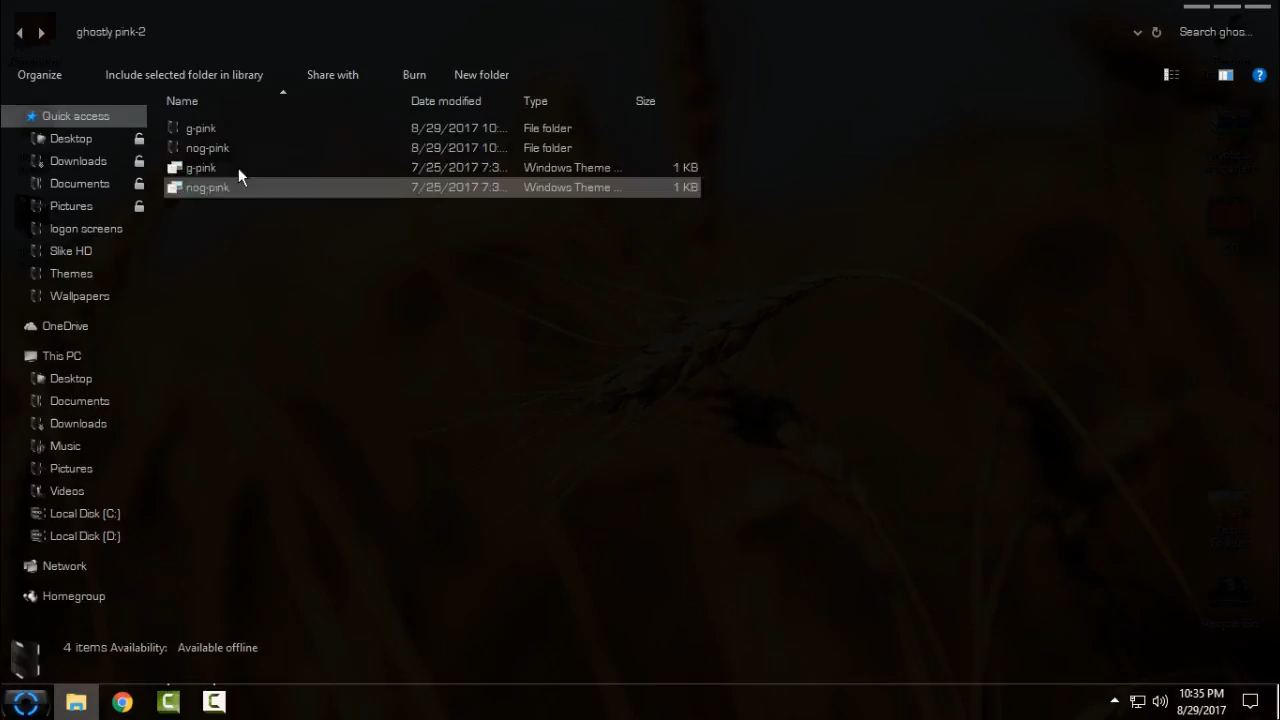 ghostly pink-2
Search ghos...
Organize Include selected folder in library Share with Burn New folder
Name Date modified Type Size
g-pink 8/29/2017 10:... File folder
nog-pink 8/29/2017 10:... File folder
g-pink 7/25/2017 7:3... Windows Theme ... 1 KB
nog-pink 7/25/2017 7:3... Windows Theme ... 1 KB
Quick access
Desktop
Downloads
Documents
Pictures
logon screens
Slike HD
Themes
Wallpapers
OneDrive
This PC
Desktop
Documents
Downloads
Music
Pictures
Videos
Local Disk (C:)
Local Disk (D:)
Network
Homegroup
4 items Availability: Available offline
10:35 PM
8/29/2017